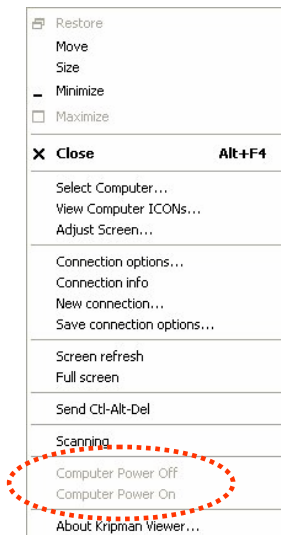 Restore
Move
Size
Minimize
Maximize
Close Alt+F4
Select Computer...
View Computer ICONs...
Adjust Screen...
Connection options...
Connection info
New connection...
Save connection options...
Screen refresh
Full screen
Send Ctl-Alt-Del
Scanning
Computer Power Off
Computer Power On
About Kripman Viewer...